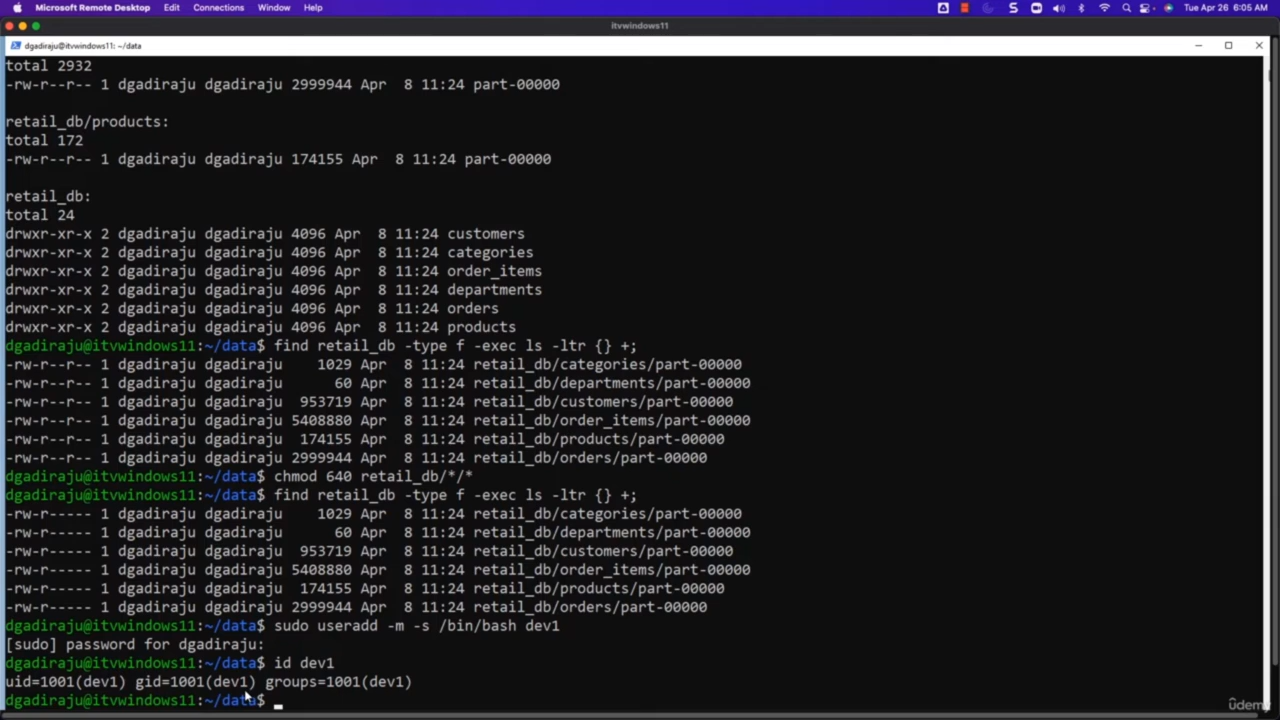 Microsoft Remote Desktop Edit Connections Window Help Tue Apr 26 6:05 AM
itvwindows11
dgadiraju@itvwindows11: ~/data
total 2932
-rw-r--r-- 1 dgadiraju dgadiraju 2999944 Apr  8 11:24 part-00000
retail_db/products:
total 172
-rw-r--r-- 1 dgadiraju dgadiraju 174155 Apr  8 11:24 part-00000
retail_db:
total 24
drwxr-xr-x 2 dgadiraju dgadiraju 4096 Apr  8 11:24 customers
drwxr-xr-x 2 dgadiraju dgadiraju 4096 Apr  8 11:24 categories
drwxr-xr-x 2 dgadiraju dgadiraju 4096 Apr  8 11:24 order_items
drwxr-xr-x 2 dgadiraju dgadiraju 4096 Apr  8 11:24 departments
drwxr-xr-x 2 dgadiraju dgadiraju 4096 Apr  8 11:24 orders
drwxr-xr-x 2 dgadiraju dgadiraju 4096 Apr  8 11:24 products
dgadiraju@itvwindows11:~/data$ find retail_db -type f -exec ls -ltr {} +;
-rw-r--r-- 1 dgadiraju dgadiraju    1029 Apr  8 11:24 retail_db/categories/part-00000
-rw-r--r-- 1 dgadiraju dgadiraju      60 Apr  8 11:24 retail_db/departments/part-00000
-rw-r--r-- 1 dgadiraju dgadiraju  953719 Apr  8 11:24 retail_db/customers/part-00000
-rw-r--r-- 1 dgadiraju dgadiraju 5408880 Apr  8 11:24 retail_db/order_items/part-00000
-rw-r--r-- 1 dgadiraju dgadiraju  174155 Apr  8 11:24 retail_db/products/part-00000
-rw-r--r-- 1 dgadiraju dgadiraju 2999944 Apr  8 11:24 retail_db/orders/part-00000
dgadiraju@itvwindows11:~/data$ chmod 640 retail_db/*/*
dgadiraju@itvwindows11:~/data$ find retail_db -type f -exec ls -ltr {} +;
-rw-r----- 1 dgadiraju dgadiraju    1029 Apr  8 11:24 retail_db/categories/part-00000
-rw-r----- 1 dgadiraju dgadiraju      60 Apr  8 11:24 retail_db/departments/part-00000
-rw-r----- 1 dgadiraju dgadiraju  953719 Apr  8 11:24 retail_db/customers/part-00000
-rw-r----- 1 dgadiraju dgadiraju 5408880 Apr  8 11:24 retail_db/order_items/part-00000
-rw-r----- 1 dgadiraju dgadiraju  174155 Apr  8 11:24 retail_db/products/part-00000
-rw-r----- 1 dgadiraju dgadiraju 2999944 Apr  8 11:24 retail_db/orders/part-00000
dgadiraju@itvwindows11:~/data$ sudo useradd -m -s /bin/bash dev1
[sudo] password for dgadiraju:
dgadiraju@itvwindows11:~/data$ id dev1
uid=1001(dev1) gid=1001(dev1) groups=1001(dev1)
dgadiraju@itvwindows11:~/data$
ûdemy